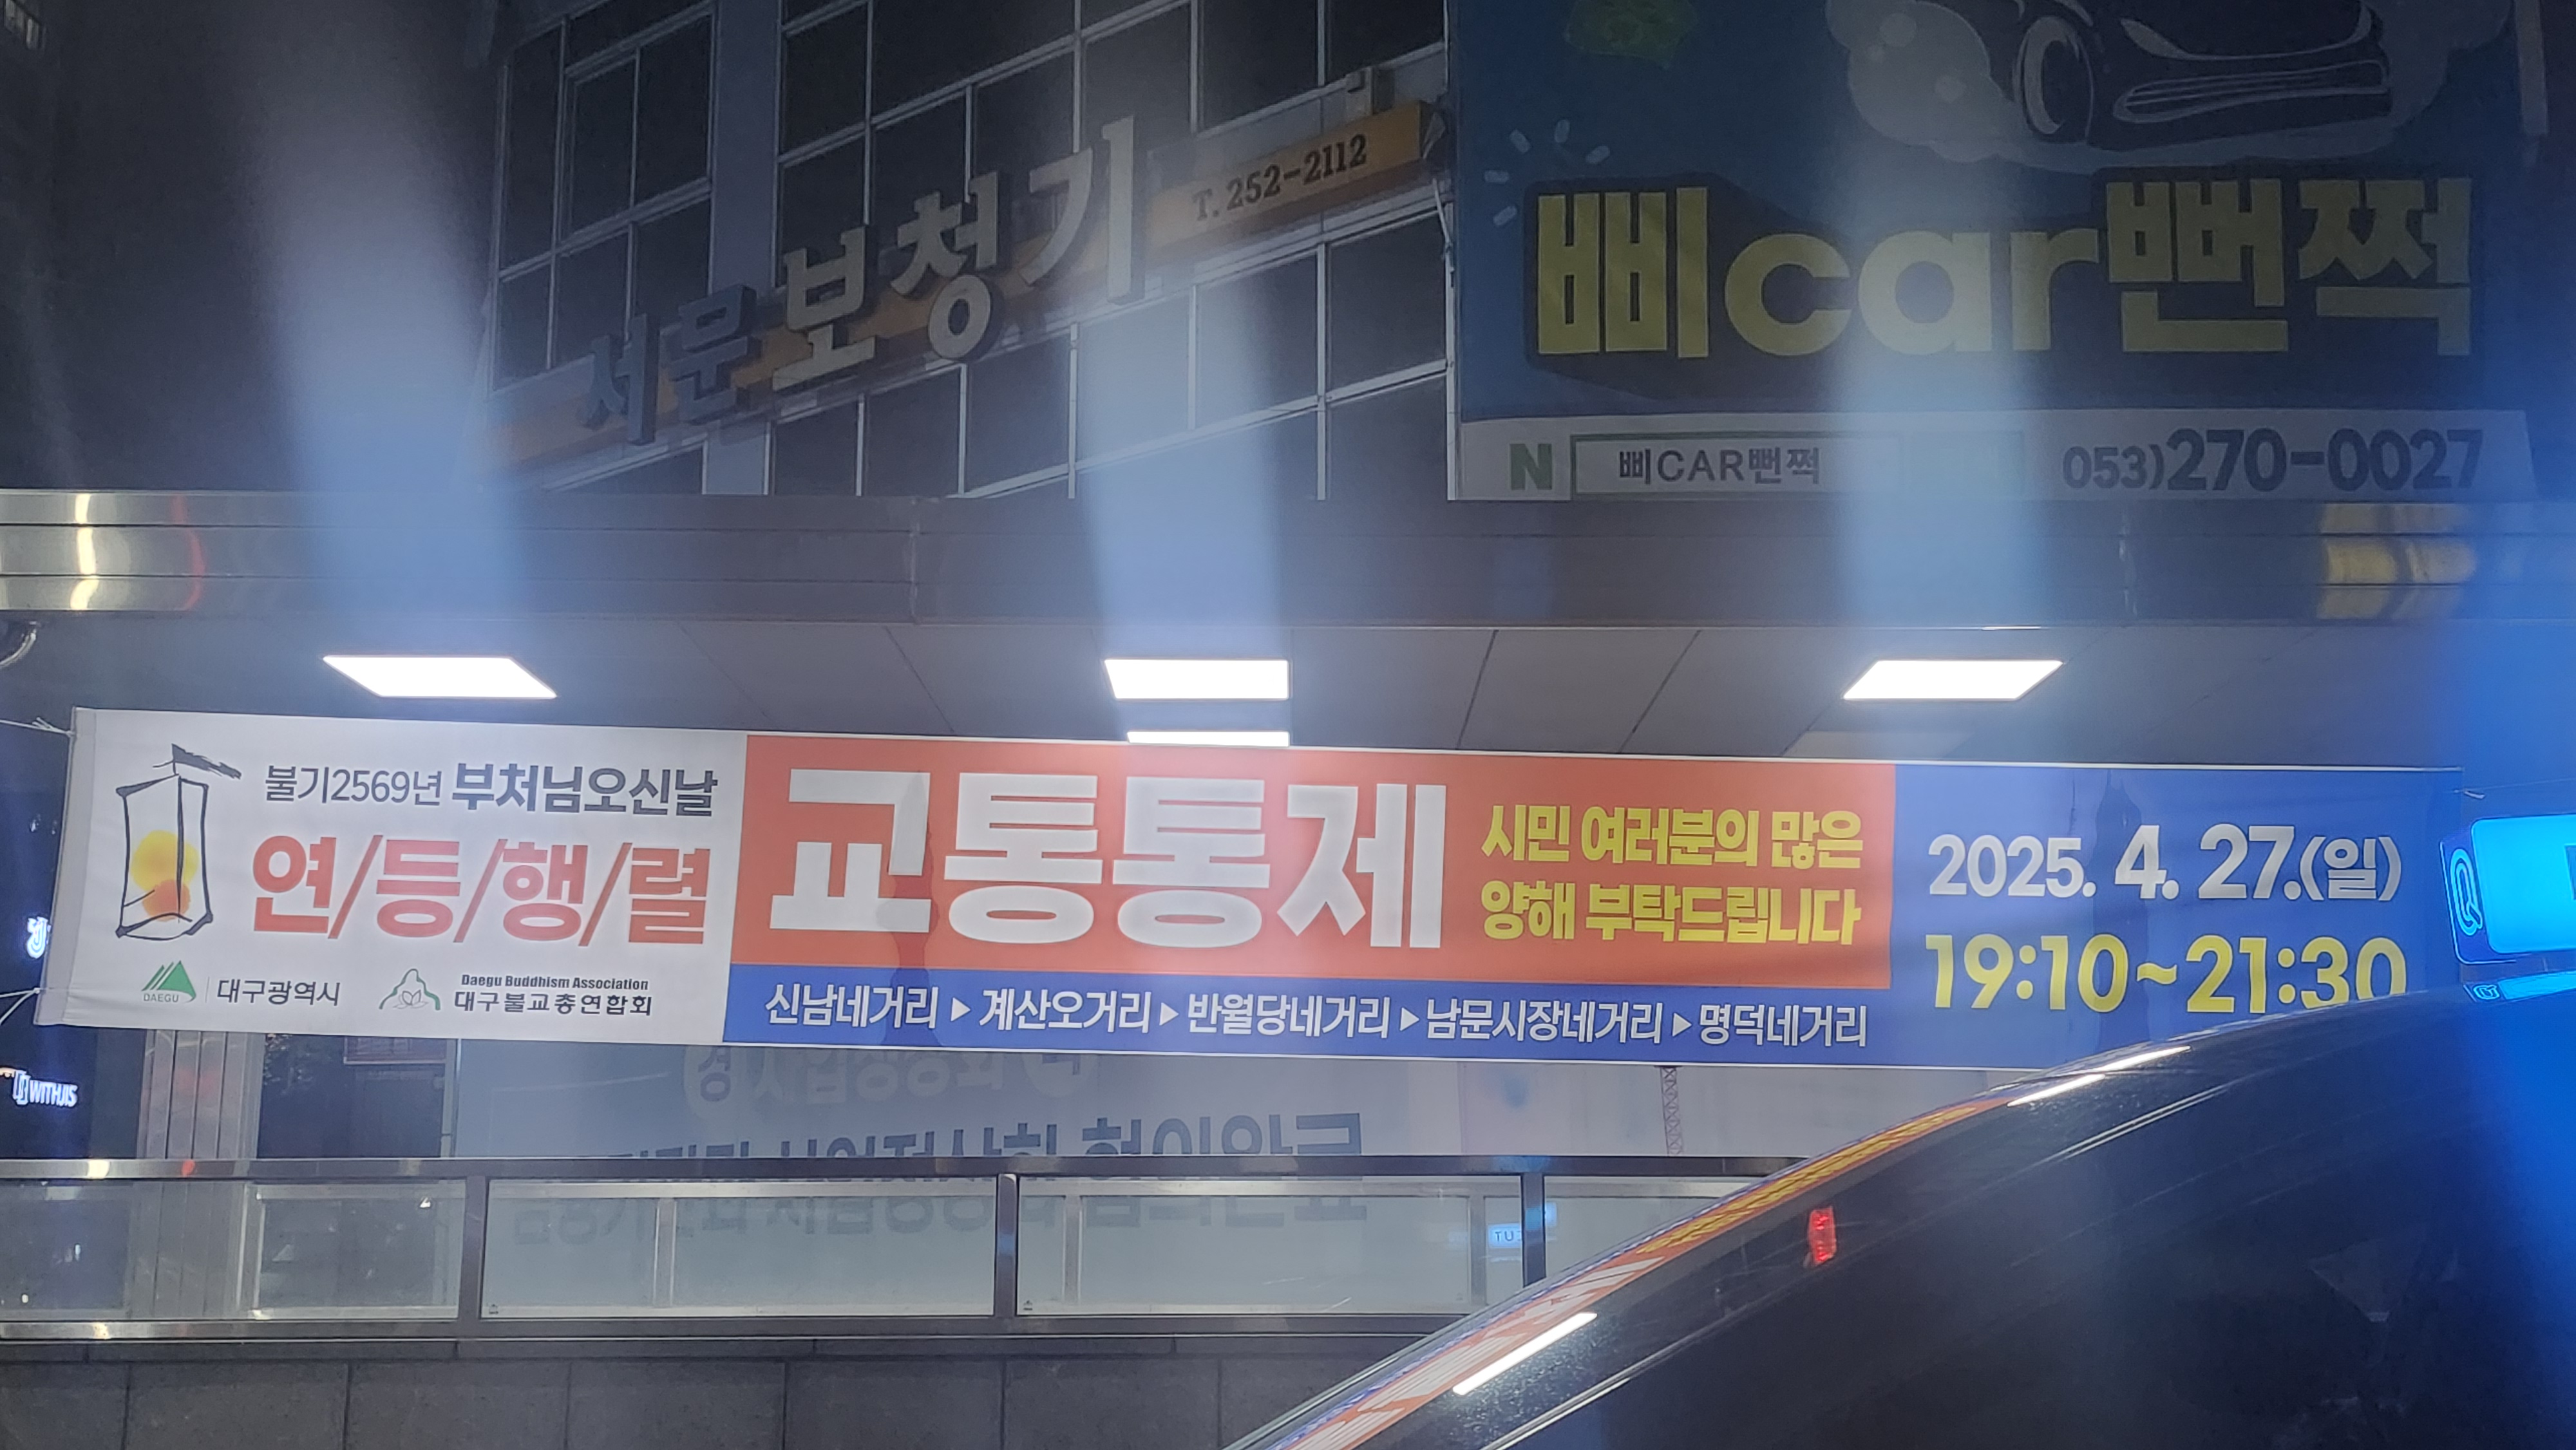 서문 보청기 T. 252-2112
삐car뻔쩍
N 삐CAR뻔쩍 053)270-0027
불기2569년 부처님오신날
연/등/행/렬
DAEGU 대구광역시
Daegu Buddhism Association
대구불교총연합회
교통통제
시민 여러분의 많은
양해 부탁드립니다
신남네거리 ▶ 계산오거리 ▶ 반월당네거리 ▶ 남문시장네거리 ▶ 명덕네거리
2025. 4. 27.(일)
19:10~21:30
WITHJIS